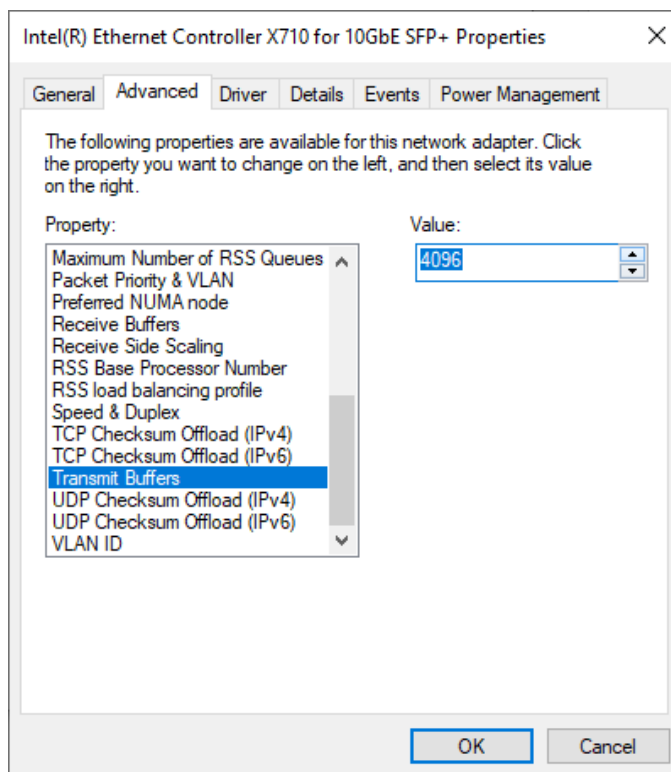 Intel(R) Ethernet Controller X710 for 10GbE SFP+ Properties
General Advanced Driver Details Events Power Management
The following properties are available for this network adapter. Click
the property you want to change on the left, and then select its value
on the right.
Property:
Value:
Maximum Number of RSS Queues
Packet Priority & VLAN
Preferred NUMA node
Receive Buffers
Receive Side Scaling
RSS Base Processor Number
RSS load balancing profile
Speed & Duplex
TCP Checksum Offload (IPv4)
TCP Checksum Offload (IPv6)
Transmit Buffers
UDP Checksum Offload (IPv4)
UDP Checksum Offload (IPv6)
VLAN ID
4096
OK
Cancel